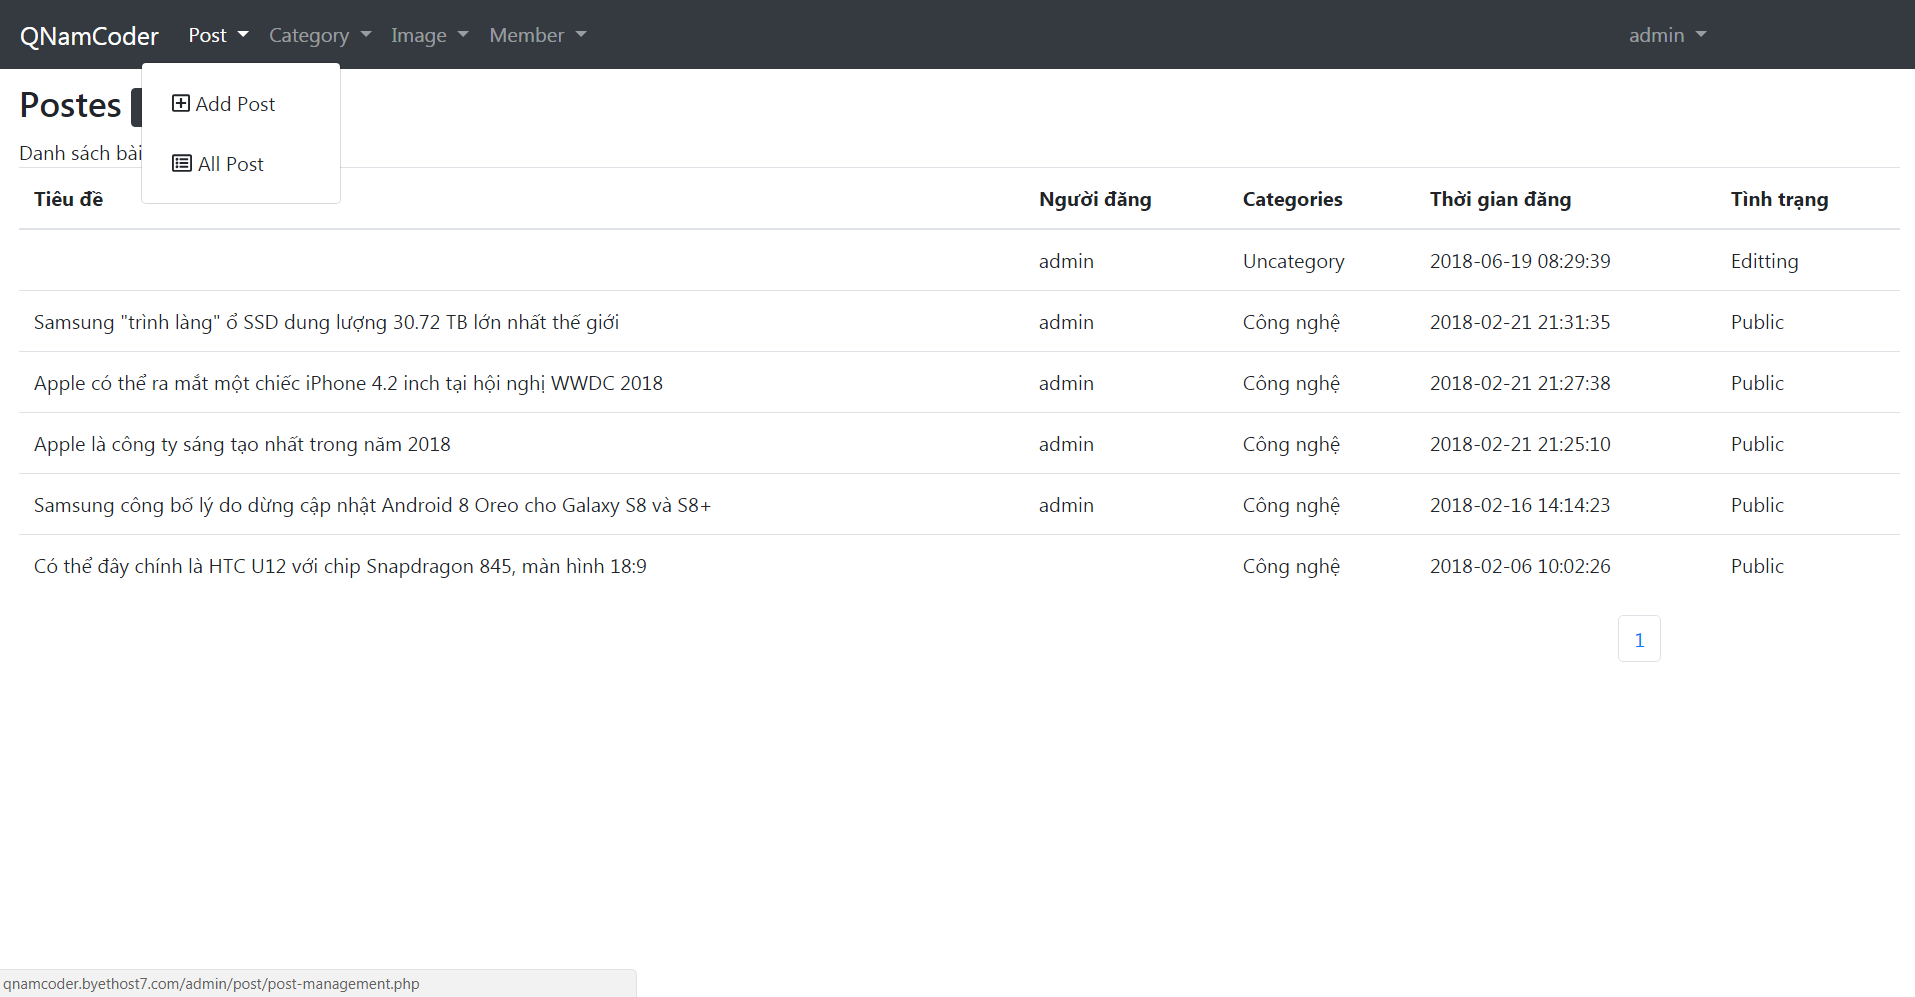 QNamCoder Post Category Image Member admin
Postes
Add Post
Danh sách bài
All Post
Tiêu đề Người đăng Categories Thời gian đăng Tình trạng
admin Uncategory 2018-06-19 08:29:39 Editting
Samsung "trình làng" ổ SSD dung lượng 30.72 TB lớn nhất thế giới admin Công nghệ 2018-02-21 21:31:35 Public
Apple có thể ra mắt một chiếc iPhone 4.2 inch tại hội nghị WWDC 2018 admin Công nghệ 2018-02-21 21:27:38 Public
Apple là công ty sáng tạo nhất trong năm 2018 admin Công nghệ 2018-02-21 21:25:10 Public
Samsung công bố lý do dừng cập nhật Android 8 Oreo cho Galaxy S8 và S8+ admin Công nghệ 2018-02-16 14:14:23 Public
Có thể đây chính là HTC U12 với chip Snapdragon 845, màn hình 18:9 Công nghệ 2018-02-06 10:02:26 Public
1
qnamcoder.byethost7.com/admin/post/post-management.php